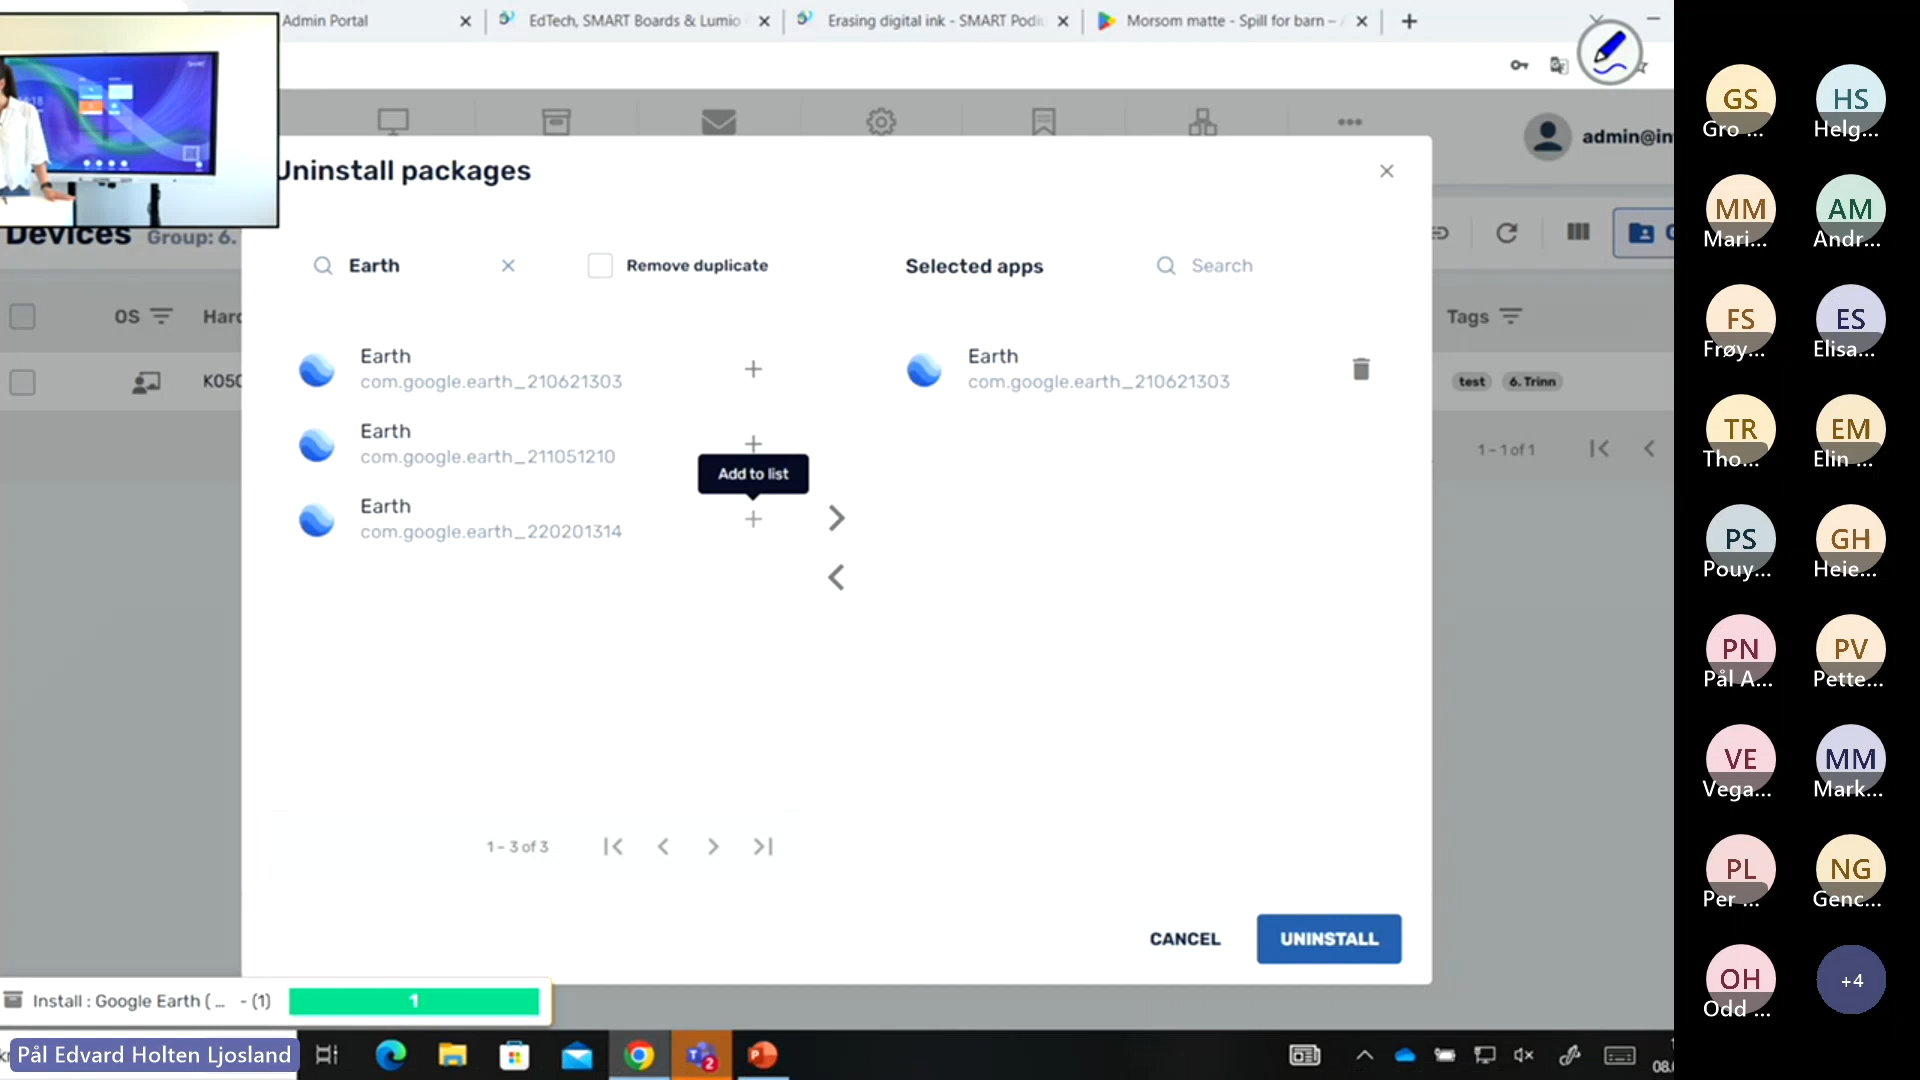 Admin Portal
EdTech, SMART Boards & Lumio
Erasing digital ink - SMART Podi
Morsom matte - Spill for barn –
admin@in
Devices Group: 6.
Uninstall packages
Earth
Remove duplicate
Selected apps
Search
OS
Hard
Tags
Earth
com.google.earth_210621303
Earth
com.google.earth_210621303
K050
test
6. Trinn
Earth
com.google.earth_211051210
1 – 1 of 1
Add to list
Earth
com.google.earth_220201314
1 – 3 of 3
CANCEL
UNINSTALL
Install : Google Earth ( ... - (1)
1
Pål Edvard Holten Ljosland
2
08.
GS
Gro ...
HS
Helg...
MM
Mari...
AM
Andr...
FS
Frøy...
ES
Elisa...
TR
Tho...
EM
Elin ...
PS
Pouy...
GH
Heie...
PN
Pål A...
PV
Pette...
VE
Vega...
MM
Mark...
PL
Per ...
NG
Genc...
OH
Odd ...
+4